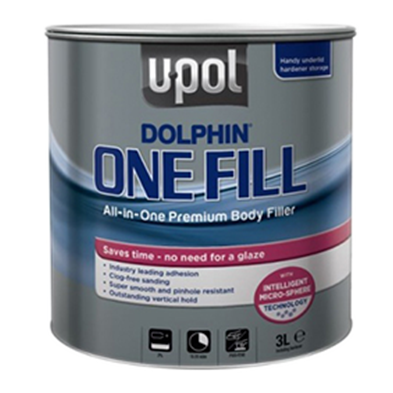 Handy underlid
hardener storage
u-pol
DOLPHIN
ONE FILL
All-in-One Premium Body Filler
Saves time - no need for a glaze
• Industry leading adhesion
• Clog-free sanding
• Super smooth and pinhole resistant
• Outstanding vertical hold
WITH
INTELLIGENT
MICRO-SPHERE
TECHNOLOGY
3L e